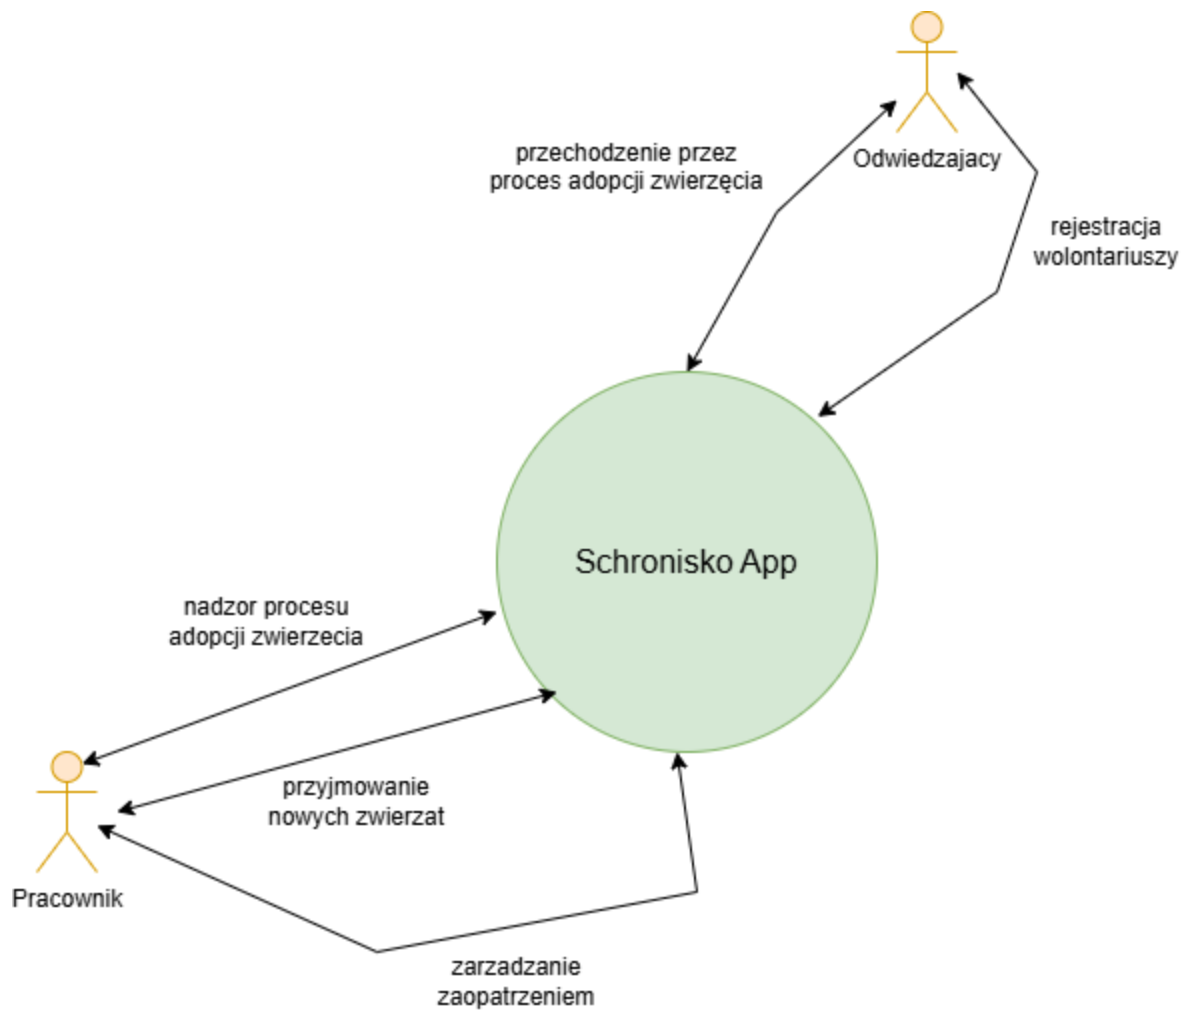 przechodzenie przez
proces adopcji zwierzęcia
Odwiedzajacy
rejestracja
wolontariuszy
Schronisko App
nadzor procesu
adopcji zwierzecia
przyjmowanie
nowych zwierzat
Pracownik
zarzadzanie
zaopatrzeniem